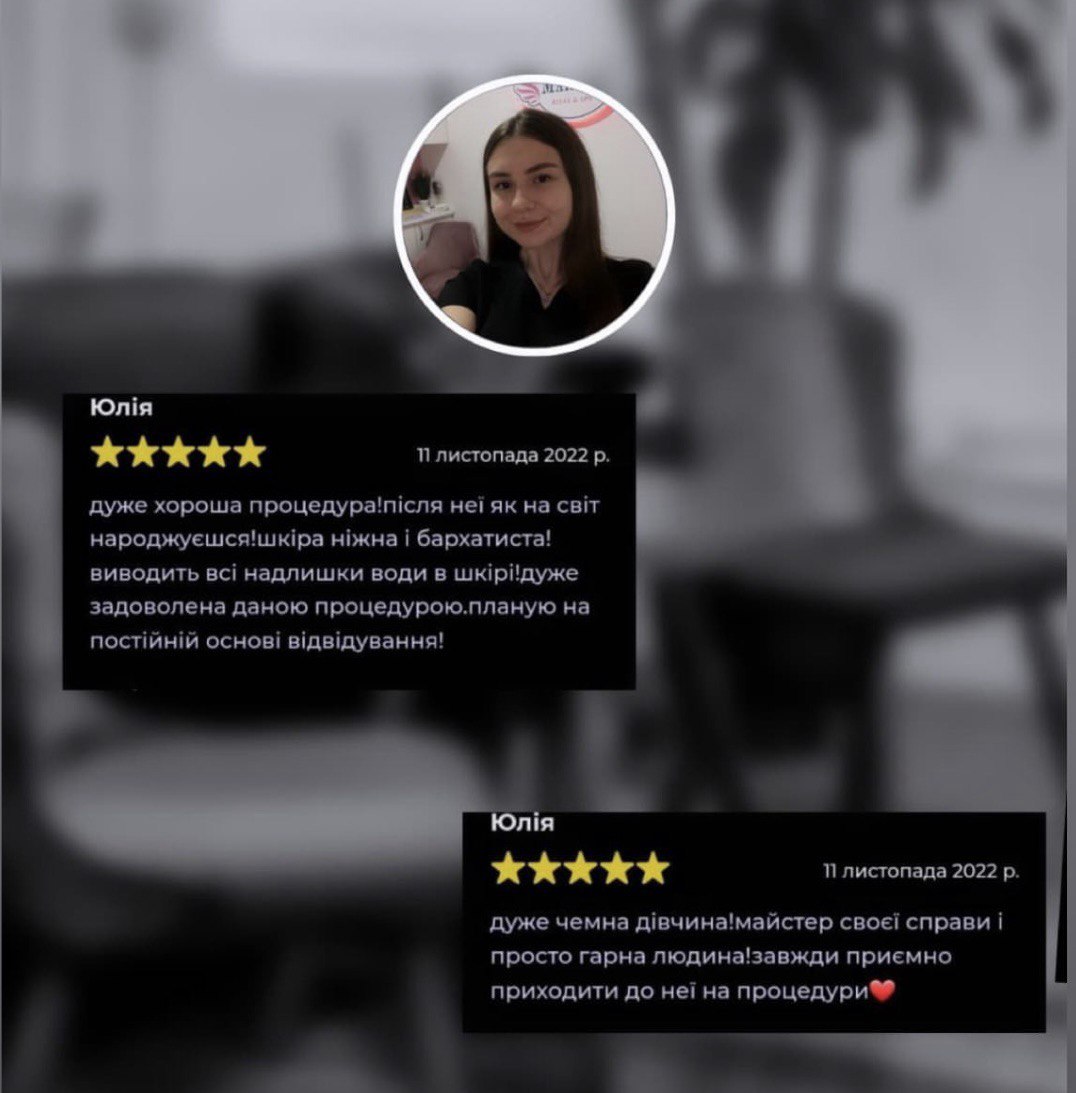 Юлія
11 листопада 2022 р.
дуже хороша процедура!після неї як на світ
народжуєшся!шкіра ніжна і бархатиста!
виводить всі надлишки води в шкірі!дуже
задоволена даною процедурою.планую на
постійній основі відвідування!
Юлія
11 листопада 2022 р.
дуже чемна дівчина!майстер своєї справи і
просто гарна людина!завжди приємно
приходити до неї на процедури❤️